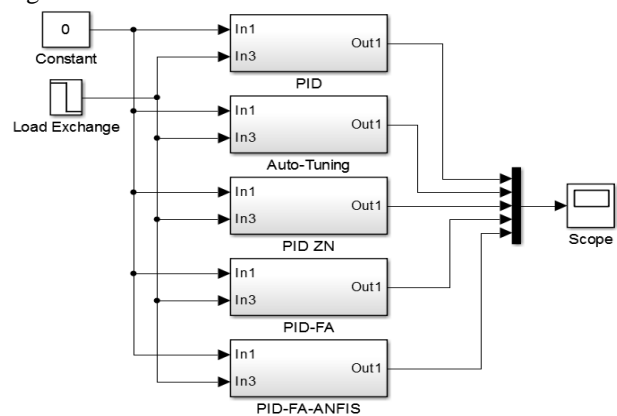 0
Constant
Load Exchange
In1
In3
Out1
PID
In1
In3
Out1
Auto-Tuning
In1
In3
Out1
PID ZN
In1
In3
Out1
PID-FA
In1
In3
Out1
PID-FA-ANFIS
Scope